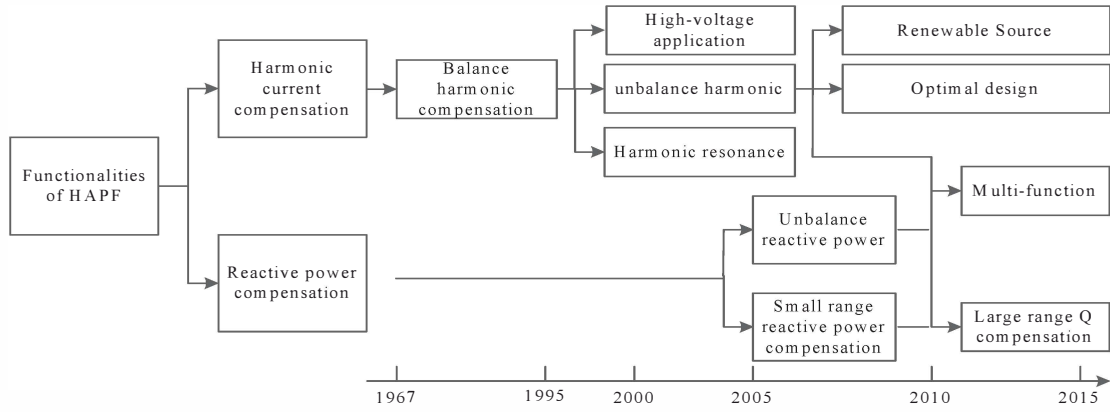 Functionalities
of HAPF
Harmonic
current
compensation
Reactive power
compensation
Balance
harmonic
compensation
High-voltage
application
unbalance harmonic
Harmonic resonance
Unbalance
reactive power
Small range
reactive power
compensation
Renewable Source
Optimal design
Multi-function
Large range Q
compensation
1967
1995
2000
2005
2010
2015